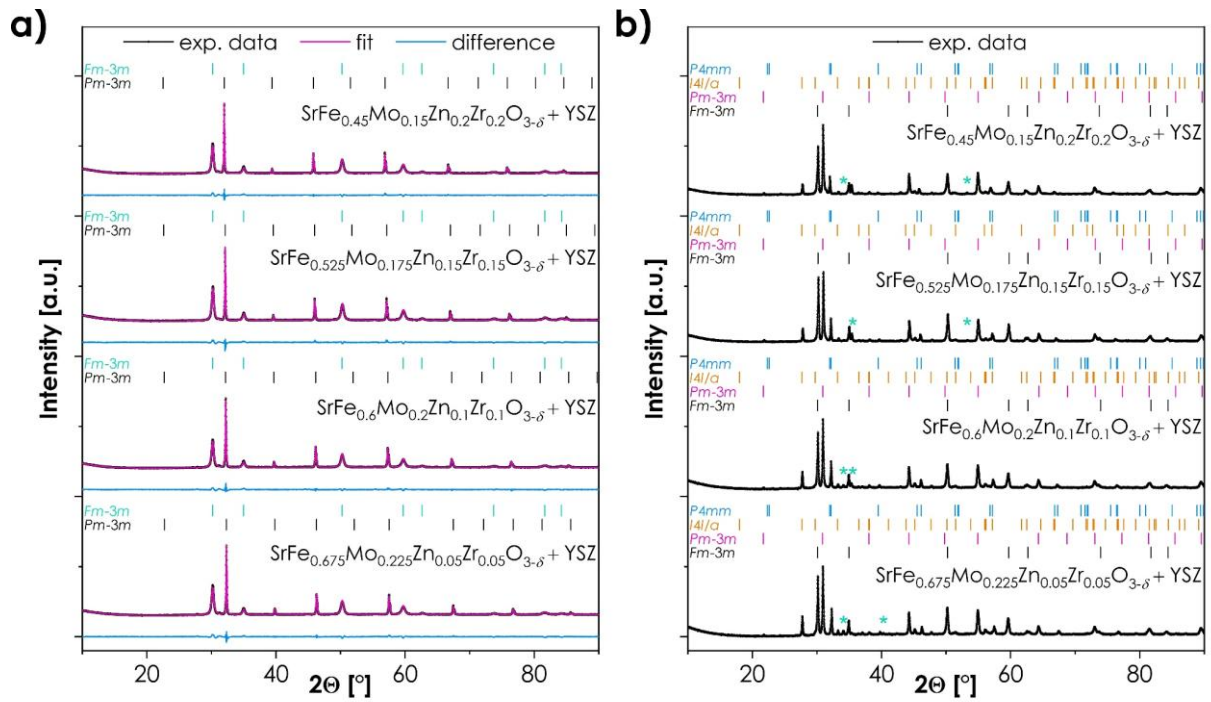 a)
exp. data fit difference
Fm-3m
Pm-3m
SrFe0.45Mo0.15Zn0.2Zr0.2O3-δ + YSZ
Fm-3m
Pm-3m
SrFe0.525Mo0.175Zn0.15Zr0.15O3-δ + YSZ
Fm-3m
Pm-3m
SrFe0.6Mo0.2Zn0.1Zr0.1O3-δ + YSZ
Fm-3m
Pm-3m
SrFe0.675Mo0.225Zn0.05Zr0.05O3-δ + YSZ
Intensity [a.u.]
20 40 60 80
2Θ [°]
b)
exp. data
P4mm
I4I/a
Pm-3m
Fm-3m
SrFe0.45Mo0.15Zn0.2Zr0.2O3-δ + YSZ
* *
P4mm
I4I/a
Pm-3m
Fm-3m
SrFe0.525Mo0.175Zn0.15Zr0.15O3-δ + YSZ
* *
P4mm
I4I/a
Pm-3m
Fm-3m
SrFe0.6Mo0.2Zn0.1Zr0.1O3-δ + YSZ
**
P4mm
I4I/a
Pm-3m
Fm-3m
SrFe0.675Mo0.225Zn0.05Zr0.05O3-δ + YSZ
* *
Intensity [a.u.]
20 40 60 80
2Θ [°]